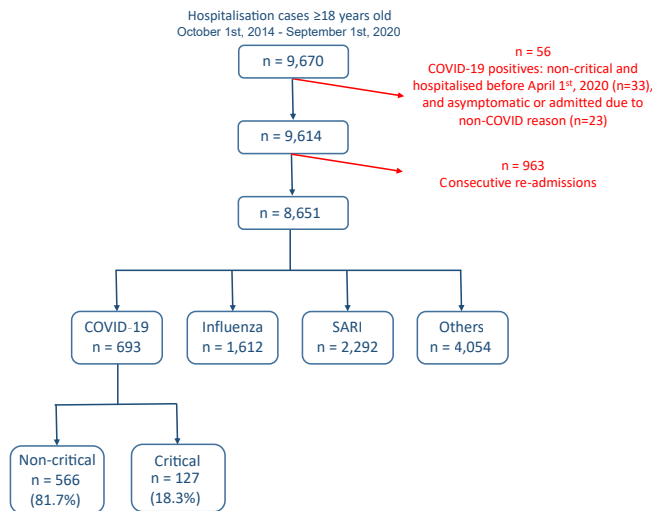 Hospitalisation cases ≥18 years old
October 1st, 2014 - September 1st, 2020
n = 9,670
n = 56
COVID-19 positives: non-critical and
hospitalised before April 1st, 2020 (n=33),
and asymptomatic or admitted due to
non-COVID reason (n=23)
n = 9,614
n = 963
Consecutive re-admissions
n = 8,651
COVID-19
n = 693
Influenza
n = 1,612
SARI
n = 2,292
Others
n = 4,054
Non-critical
n = 566
(81.7%)
Critical
n = 127
(18.3%)